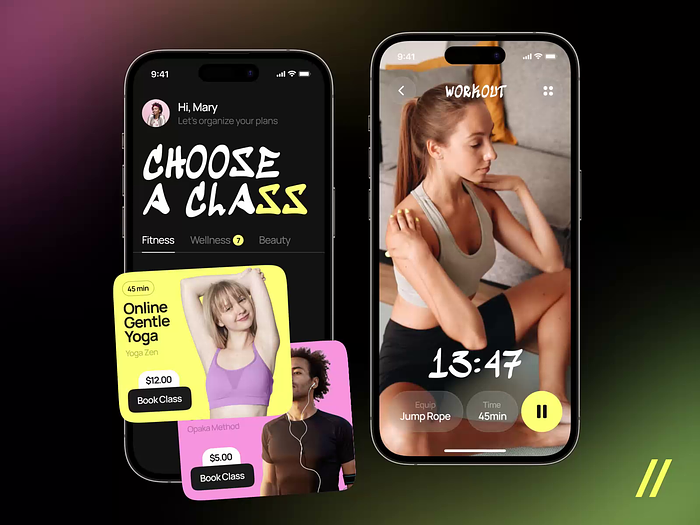 9:41
Hi, Mary
Let's organize your plans
CHOOSE
A CLASS
Fitness Wellness 7 Beauty
45 min
Online
Gentle
Yoga
Yoga Zen
$12.00
Book Class
Opaka Method
$5.00
Book Class
9:41
WORKOUT
13:47
Equip
Jump Rope
Time
45min